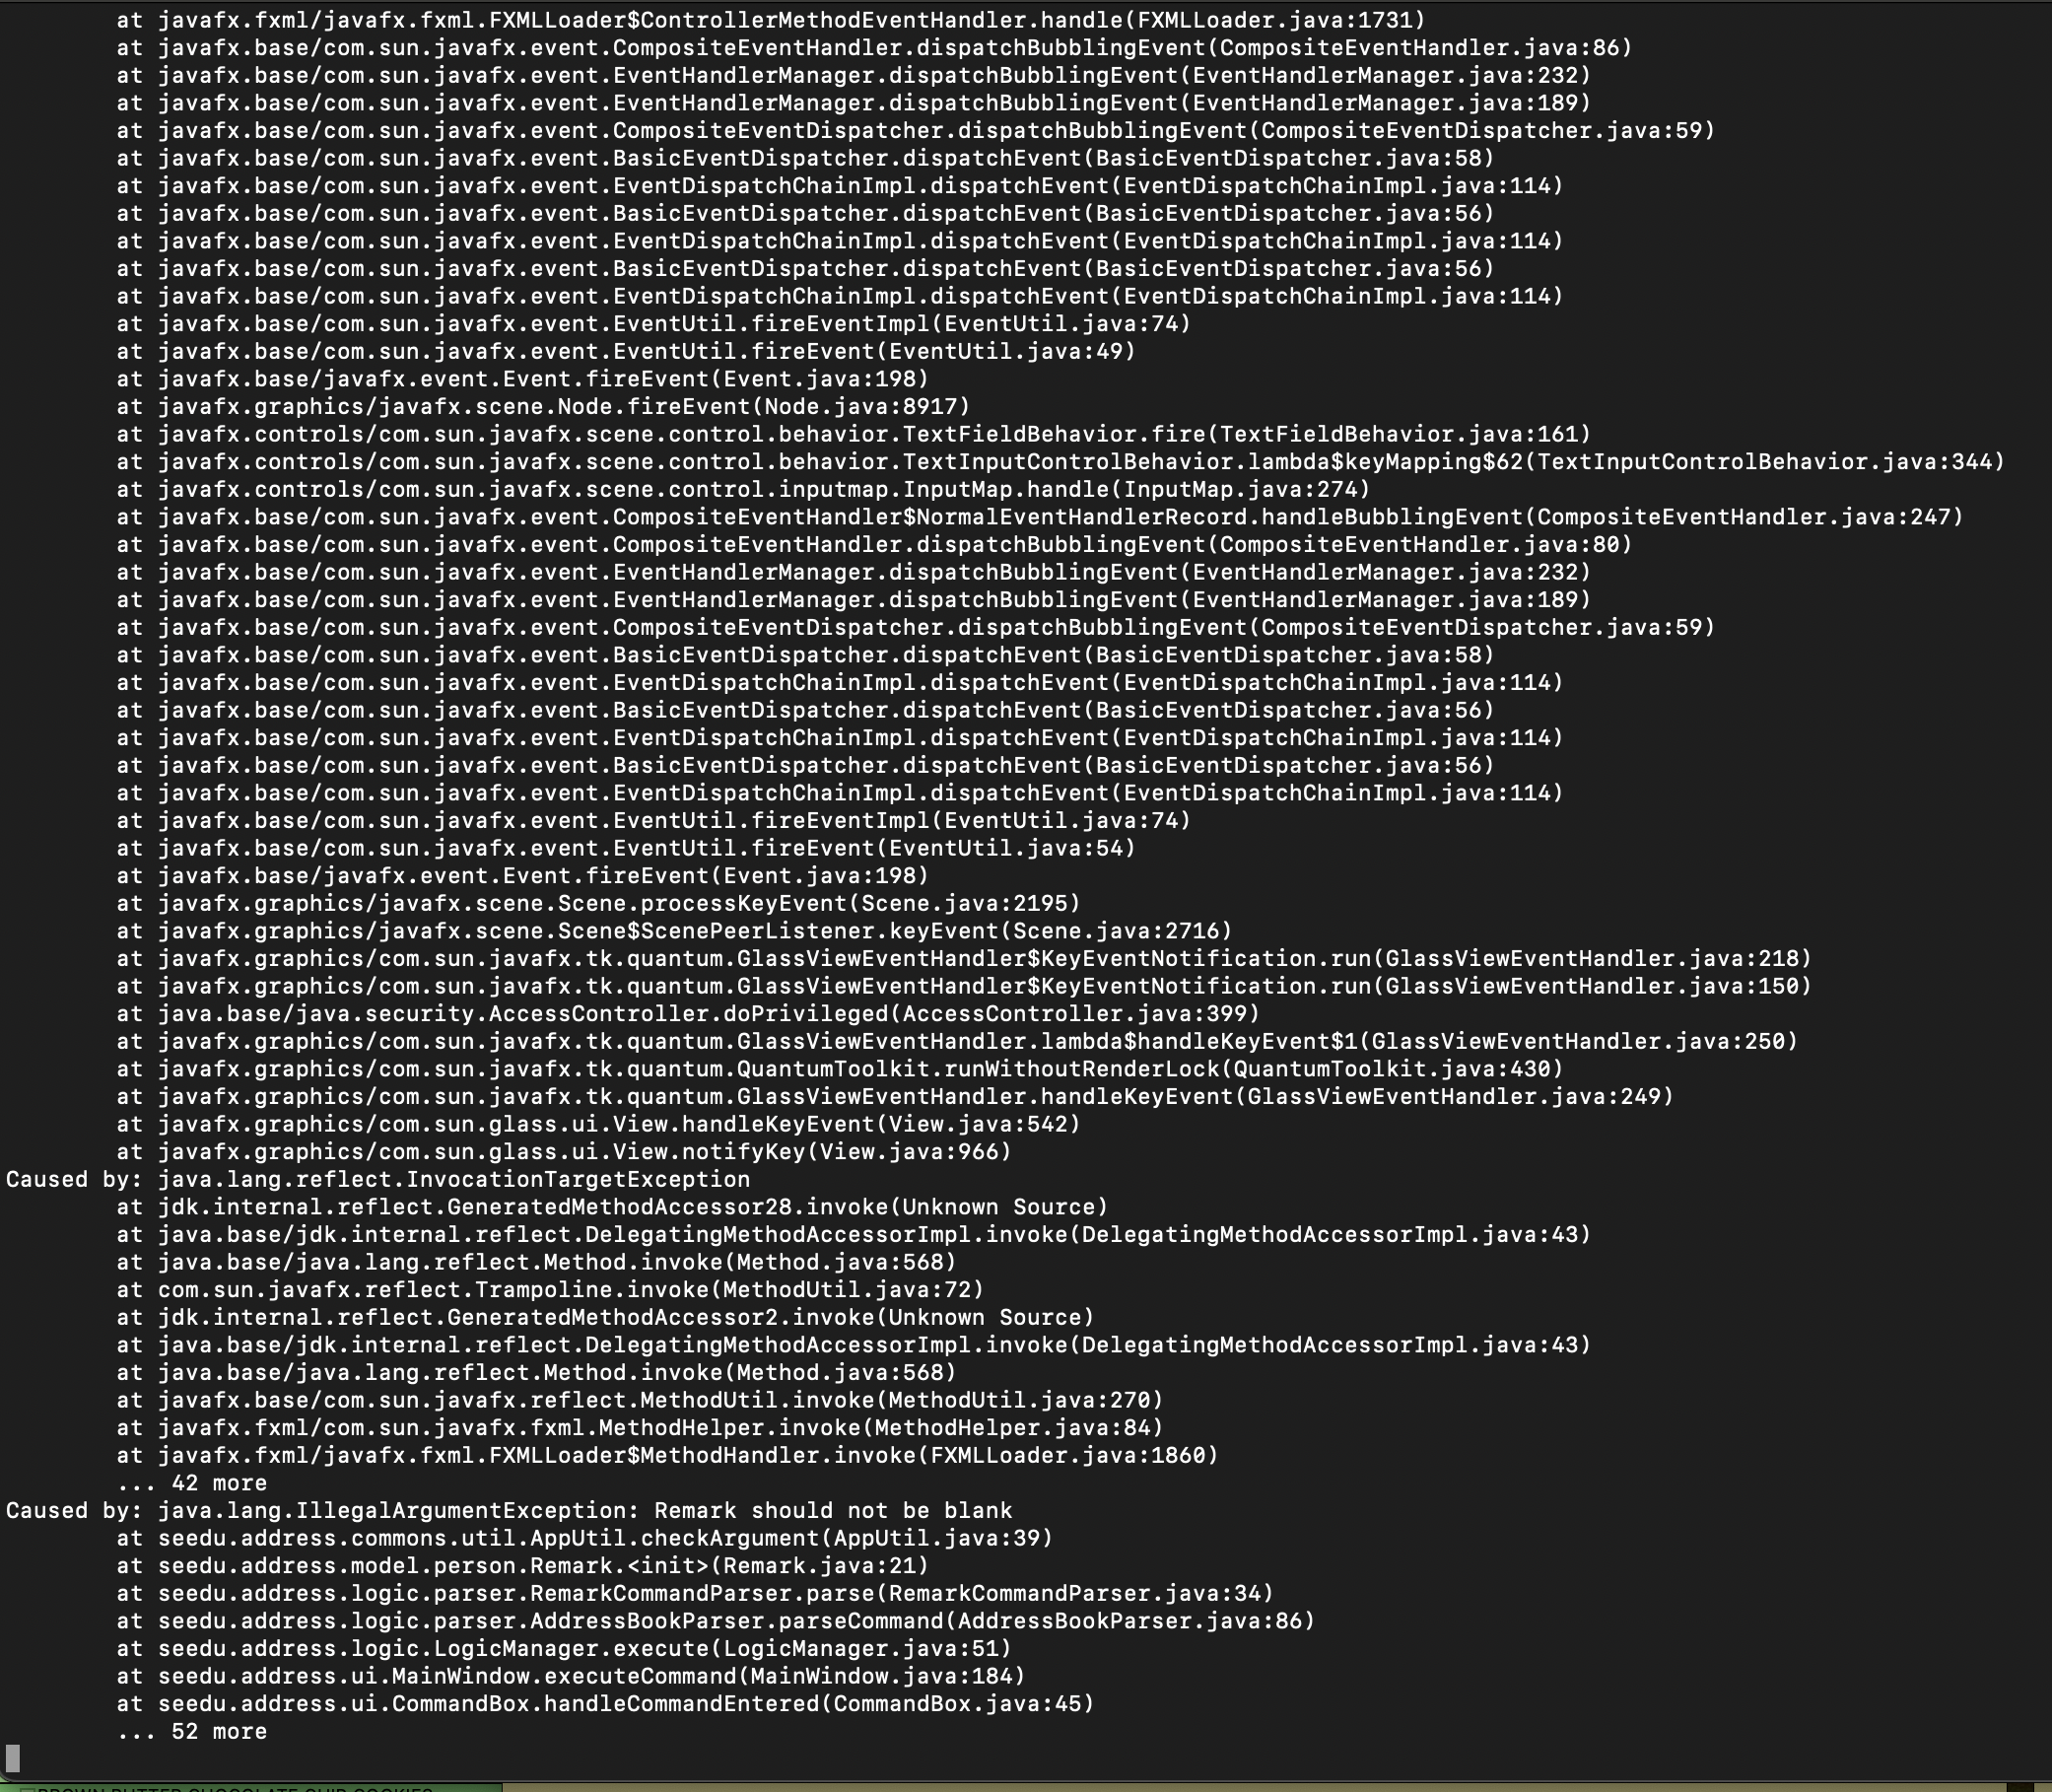 at javafx.fxml/javafx.fxml.FXMLLoader$ControllerMethodEventHandler.handle(FXMLLoader.java:1731)
at javafx.base/com.sun.javafx.event.CompositeEventHandler.dispatchBubblingEvent(CompositeEventHandler.java:86)
at javafx.base/com.sun.javafx.event.EventHandlerManager.dispatchBubblingEvent(EventHandlerManager.java:232)
at javafx.base/com.sun.javafx.event.EventHandlerManager.dispatchBubblingEvent(EventHandlerManager.java:189)
at javafx.base/com.sun.javafx.event.CompositeEventDispatcher.dispatchBubblingEvent(CompositeEventDispatcher.java:59)
at javafx.base/com.sun.javafx.event.BasicEventDispatcher.dispatchEvent(BasicEventDispatcher.java:58)
at javafx.base/com.sun.javafx.event.EventDispatchChainImpl.dispatchEvent(EventDispatchChainImpl.java:114)
at javafx.base/com.sun.javafx.event.BasicEventDispatcher.dispatchEvent(BasicEventDispatcher.java:56)
at javafx.base/com.sun.javafx.event.EventDispatchChainImpl.dispatchEvent(EventDispatchChainImpl.java:114)
at javafx.base/com.sun.javafx.event.BasicEventDispatcher.dispatchEvent(BasicEventDispatcher.java:56)
at javafx.base/com.sun.javafx.event.EventDispatchChainImpl.dispatchEvent(EventDispatchChainImpl.java:114)
at javafx.base/com.sun.javafx.event.EventUtil.fireEventImpl(EventUtil.java:74)
at javafx.base/com.sun.javafx.event.EventUtil.fireEvent(EventUtil.java:49)
at javafx.base/javafx.event.Event.fireEvent(Event.java:198)
at javafx.graphics/javafx.scene.Node.fireEvent(Node.java:8917)
at javafx.controls/com.sun.javafx.scene.control.behavior.TextFieldBehavior.fire(TextFieldBehavior.java:161)
at javafx.controls/com.sun.javafx.scene.control.behavior.TextInputControlBehavior.lambda$keyMapping$62(TextInputControlBehavior.java:344)
at javafx.controls/com.sun.javafx.scene.control.inputmap.InputMap.handle(InputMap.java:274)
at javafx.base/com.sun.javafx.event.CompositeEventHandler$NormalEventHandlerRecord.handleBubblingEvent(CompositeEventHandler.java:247)
at javafx.base/com.sun.javafx.event.CompositeEventHandler.dispatchBubblingEvent(CompositeEventHandler.java:80)
at javafx.base/com.sun.javafx.event.EventHandlerManager.dispatchBubblingEvent(EventHandlerManager.java:232)
at javafx.base/com.sun.javafx.event.EventHandlerManager.dispatchBubblingEvent(EventHandlerManager.java:189)
at javafx.base/com.sun.javafx.event.CompositeEventDispatcher.dispatchBubblingEvent(CompositeEventDispatcher.java:59)
at javafx.base/com.sun.javafx.event.BasicEventDispatcher.dispatchEvent(BasicEventDispatcher.java:58)
at javafx.base/com.sun.javafx.event.EventDispatchChainImpl.dispatchEvent(EventDispatchChainImpl.java:114)
at javafx.base/com.sun.javafx.event.BasicEventDispatcher.dispatchEvent(BasicEventDispatcher.java:56)
at javafx.base/com.sun.javafx.event.EventDispatchChainImpl.dispatchEvent(EventDispatchChainImpl.java:114)
at javafx.base/com.sun.javafx.event.BasicEventDispatcher.dispatchEvent(BasicEventDispatcher.java:56)
at javafx.base/com.sun.javafx.event.EventDispatchChainImpl.dispatchEvent(EventDispatchChainImpl.java:114)
at javafx.base/com.sun.javafx.event.EventUtil.fireEventImpl(EventUtil.java:74)
at javafx.base/com.sun.javafx.event.EventUtil.fireEvent(EventUtil.java:54)
at javafx.base/javafx.event.Event.fireEvent(Event.java:198)
at javafx.graphics/javafx.scene.Scene.processKeyEvent(Scene.java:2195)
at javafx.graphics/javafx.scene.Scene$ScenePeerListener.keyEvent(Scene.java:2716)
at javafx.graphics/com.sun.javafx.tk.quantum.GlassViewEventHandler$KeyEventNotification.run(GlassViewEventHandler.java:218)
at javafx.graphics/com.sun.javafx.tk.quantum.GlassViewEventHandler$KeyEventNotification.run(GlassViewEventHandler.java:150)
at java.base/java.security.AccessController.doPrivileged(AccessController.java:399)
at javafx.graphics/com.sun.javafx.tk.quantum.GlassViewEventHandler.lambda$handleKeyEvent$1(GlassViewEventHandler.java:250)
at javafx.graphics/com.sun.javafx.tk.quantum.QuantumToolkit.runWithoutRenderLock(QuantumToolkit.java:430)
at javafx.graphics/com.sun.javafx.tk.quantum.GlassViewEventHandler.handleKeyEvent(GlassViewEventHandler.java:249)
at javafx.graphics/com.sun.glass.ui.View.handleKeyEvent(View.java:542)
at javafx.graphics/com.sun.glass.ui.View.notifyKey(View.java:966)
Caused by: java.lang.reflect.InvocationTargetException
at jdk.internal.reflect.GeneratedMethodAccessor28.invoke(Unknown Source)
at java.base/jdk.internal.reflect.DelegatingMethodAccessorImpl.invoke(DelegatingMethodAccessorImpl.java:43)
at java.base/java.lang.reflect.Method.invoke(Method.java:568)
at com.sun.javafx.reflect.Trampoline.invoke(MethodUtil.java:72)
at jdk.internal.reflect.GeneratedMethodAccessor2.invoke(Unknown Source)
at java.base/jdk.internal.reflect.DelegatingMethodAccessorImpl.invoke(DelegatingMethodAccessorImpl.java:43)
at java.base/java.lang.reflect.Method.invoke(Method.java:568)
at javafx.base/com.sun.javafx.reflect.MethodUtil.invoke(MethodUtil.java:270)
at javafx.fxml/com.sun.javafx.fxml.MethodHelper.invoke(MethodHelper.java:84)
at javafx.fxml/javafx.fxml.FXMLLoader$MethodHandler.invoke(FXMLLoader.java:1860)
... 42 more
Caused by: java.lang.IllegalArgumentException: Remark should not be blank
at seedu.address.commons.util.AppUtil.checkArgument(AppUtil.java:39)
at seedu.address.model.person.Remark.<init>(Remark.java:21)
at seedu.address.logic.parser.RemarkCommandParser.parse(RemarkCommandParser.java:34)
at seedu.address.logic.parser.AddressBookParser.parseCommand(AddressBookParser.java:86)
at seedu.address.logic.LogicManager.execute(LogicManager.java:51)
at seedu.address.ui.MainWindow.executeCommand(MainWindow.java:184)
at seedu.address.ui.CommandBox.handleCommandEntered(CommandBox.java:45)
... 52 more
BROWN BUTTER CHOCOLATE CHIP COOKIES